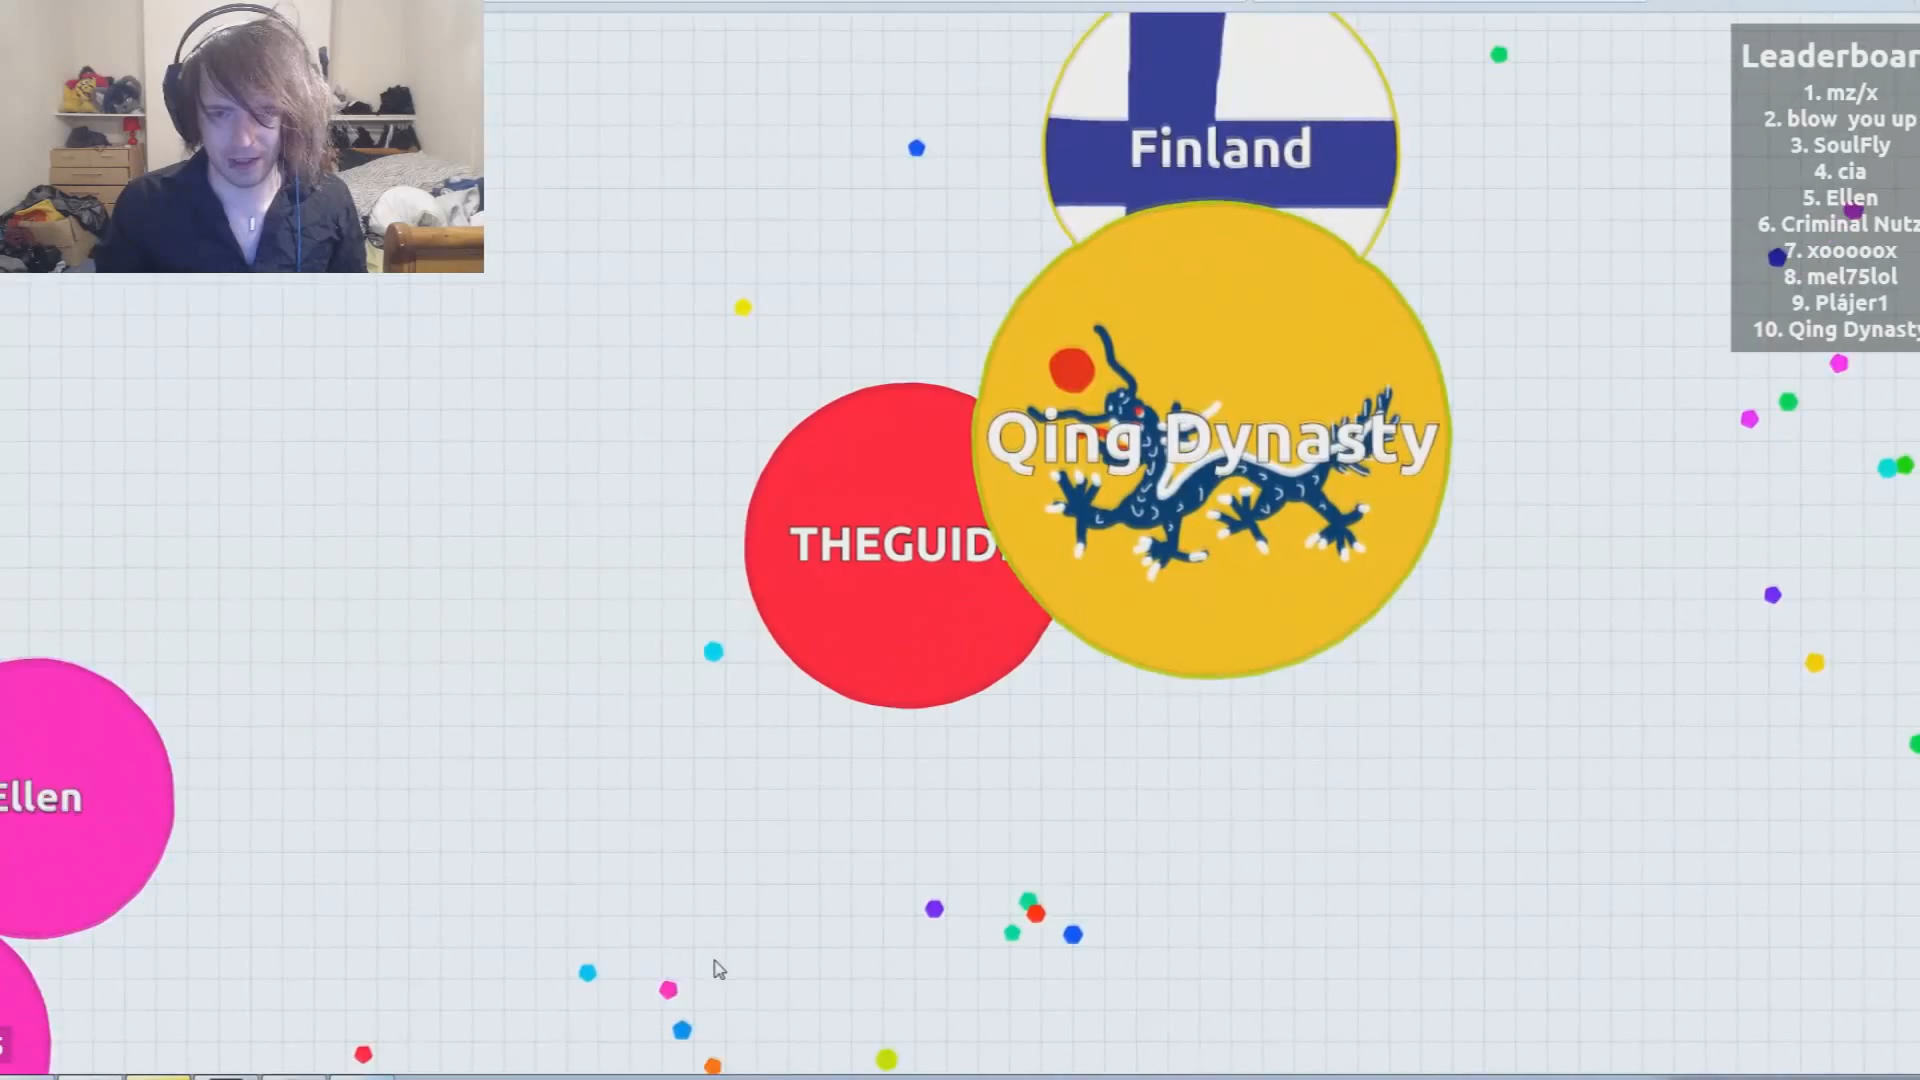 Finland
Qing Dynasty
THEGUID
Ellen
Leaderboar
1. mz/x
2. blow you up
3. SoulFly
4. cia
5. Ellen
6. Criminal Nutz
7. xooooox
8. mel75lol
9. Plájer1
10. Qing Dynasty